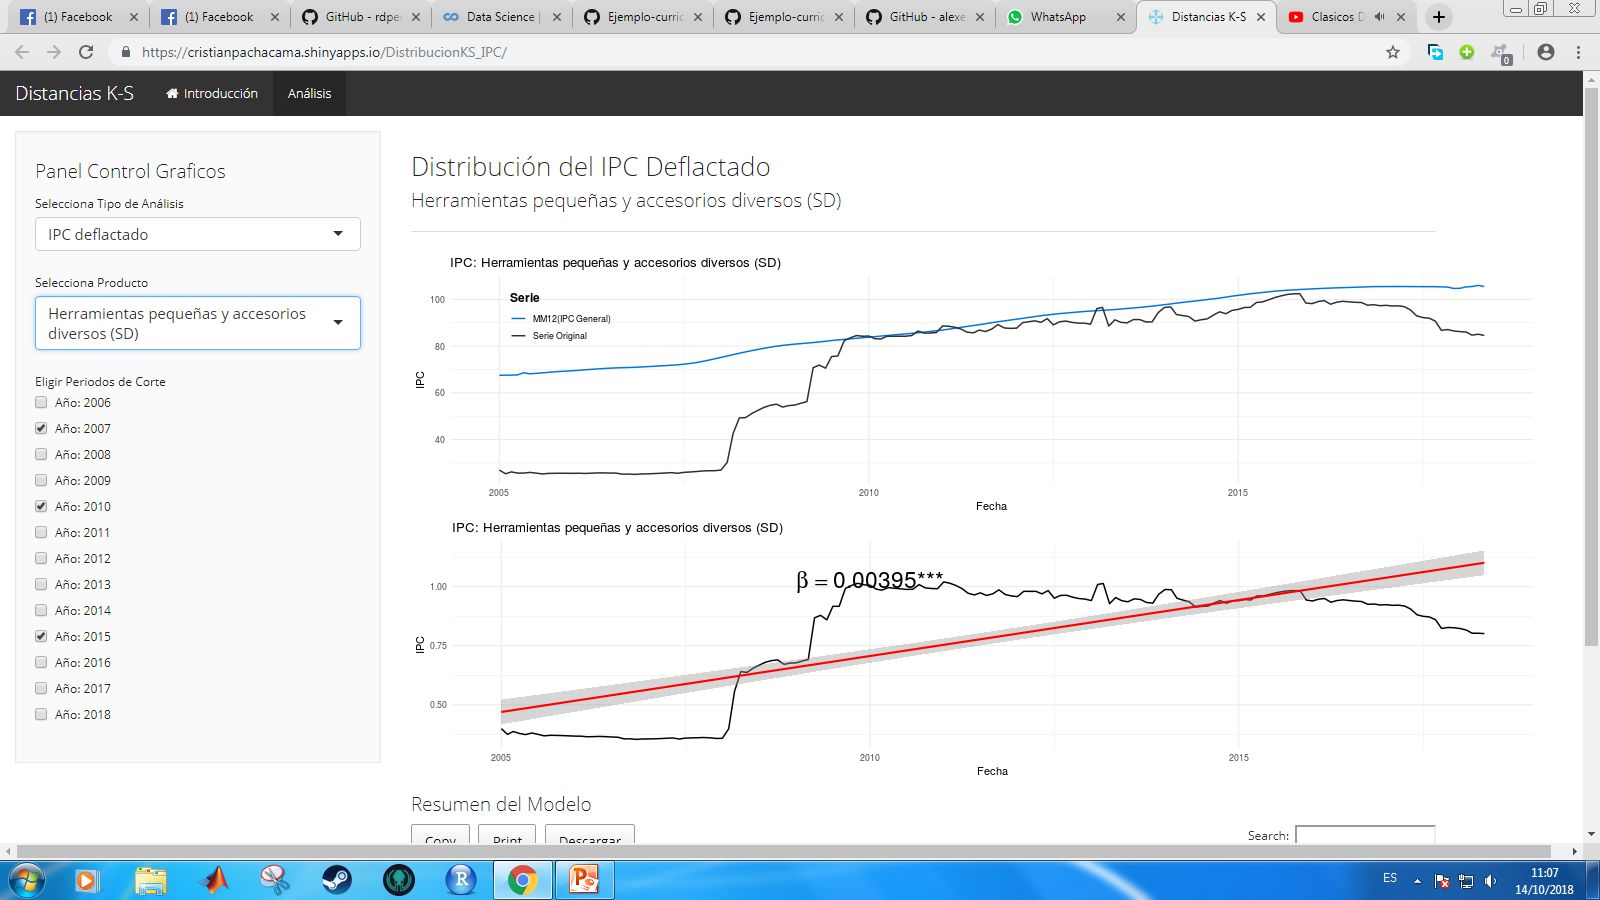 (1) Facebook
(1) Facebook
GitHub - rdpe
Data Science |
Ejemplo-curric
Ejemplo-curric
GitHub - alexe
WhatsApp
Distancias K-S
Clasicos D
https://cristianpachacama.shinyapps.io/DistribucionKS_IPC/
0
Distancias K-S
Introducción
Análisis
Panel Control Graficos
Selecciona Tipo de Análisis
IPC deflactado
Selecciona Producto
Herramientas pequeñas y accesorios
diversos (SD)
Eligir Periodos de Corte
Año: 2006
Año: 2007
Año: 2008
Año: 2009
Año: 2010
Año: 2011
Año: 2012
Año: 2013
Año: 2014
Año: 2015
Año: 2016
Año: 2017
Año: 2018
Distribución del IPC Deflactado
Herramientas pequeñas y accesorios diversos (SD)
IPC: Herramientas pequeñas y accesorios diversos (SD)
Serie
MM12(IPC General)
Serie Original
100
80
60
40
IPC
2005
2010
2015
Fecha
IPC: Herramientas pequeñas y accesorios diversos (SD)
β = 0.00395***
1.00
0.75
0.50
IPC
2005
2010
2015
Fecha
Resumen del Modelo
Copy
Print
Descargar
Search:
ES
11:07
14/10/2018